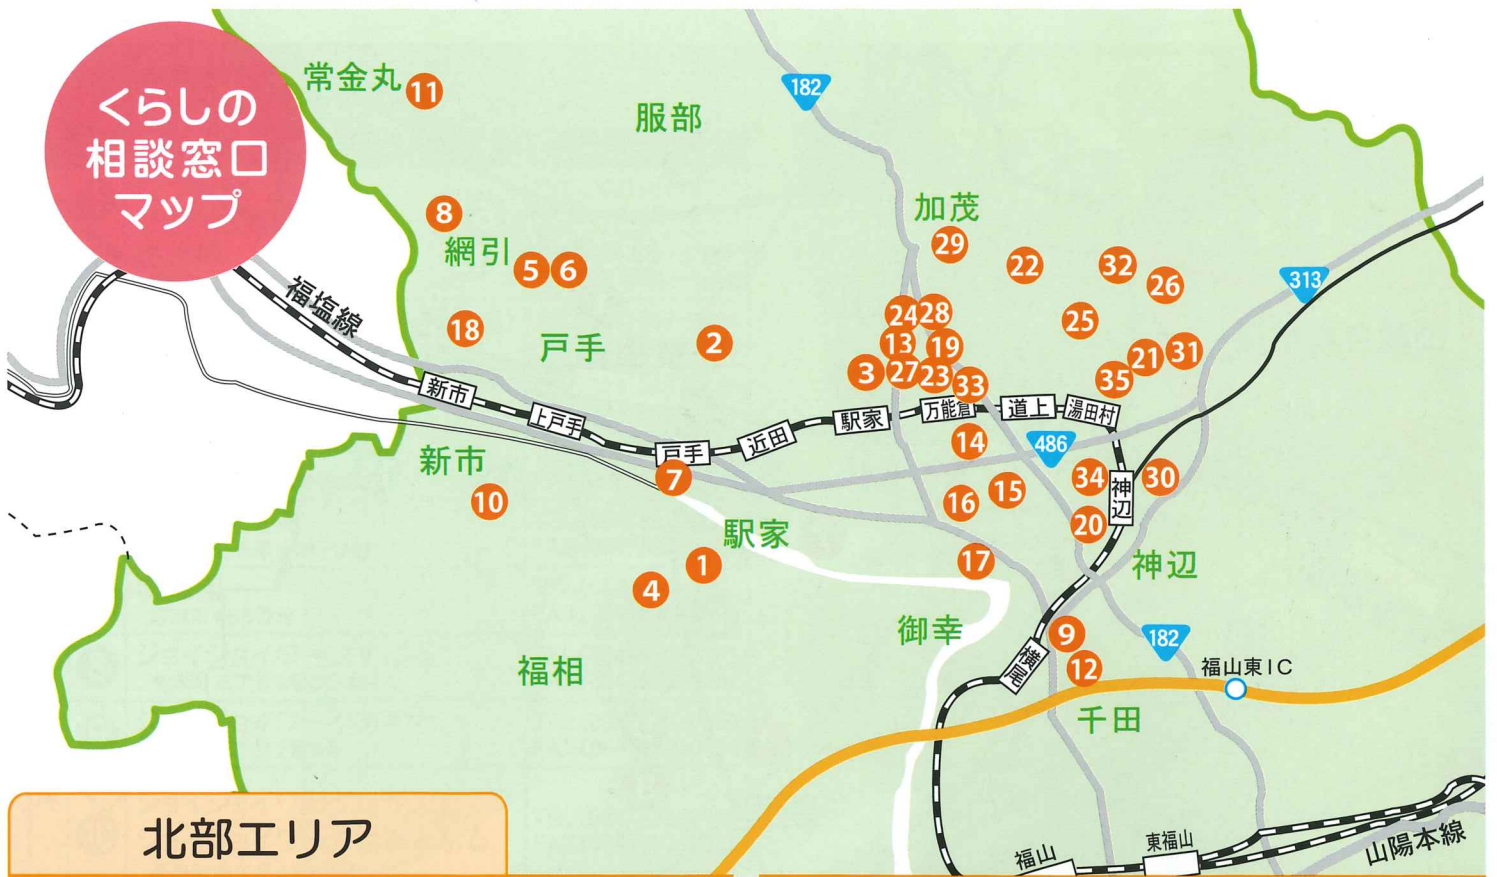 くらしの
相談窓口
マップ
常金丸
11
服部
182
8
網引
5
6
加茂
29
22
32
26
313
福塩線
18
戸手
2
24
28
25
13
19
21
31
3
27
23
33
35
新市
上戸手
戸手
近田
駅家
万能倉
道上
湯田村
新市
7
14
486
34
30
神辺
10
16
15
20
駅家
1
4
17
神辺
御幸
9
182
福相
横尾
12
福山東IC
千田
北部エリア
福山
東福山
山陽本線